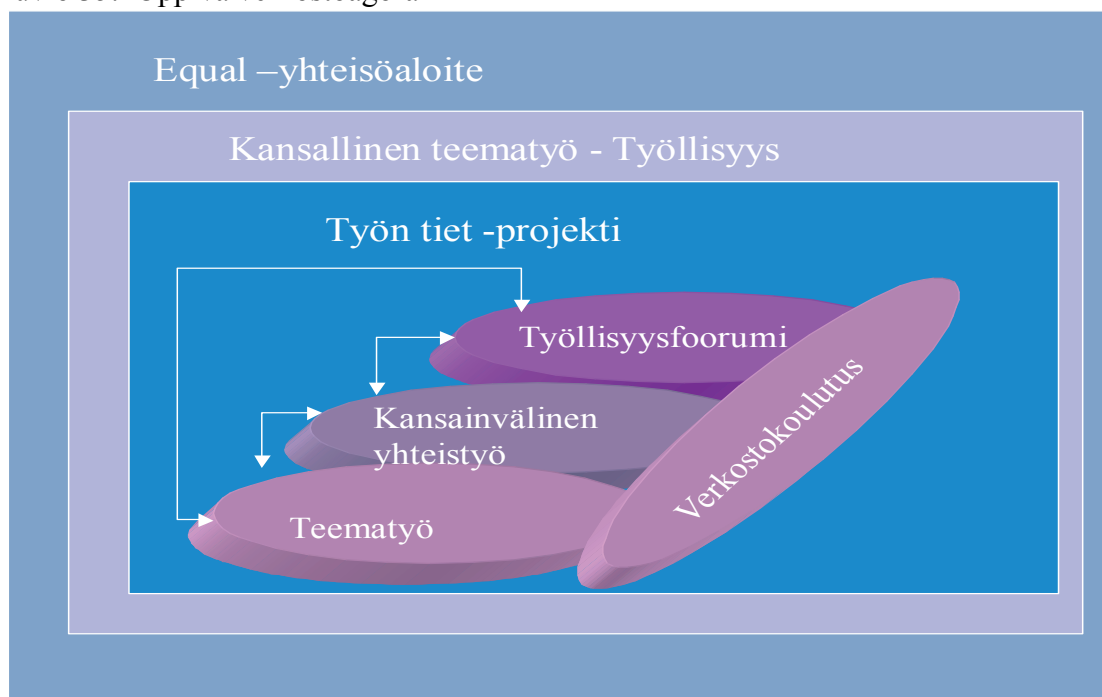 Equal –yhteisöaloite
Kansallinen teematyö - Työllisyys
Työn tiet -projekti
Työllisyysfoorumi
Kansainvälinen
yhteistyö
Teematyö
Verkostokoulutus